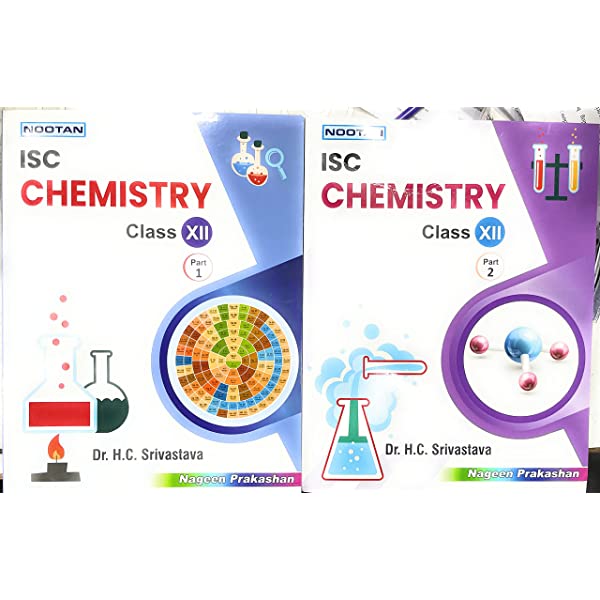 NOOTAN
ISC
CHEMISTRY
Class XII
Part
1
Dr. H.C. Srivastava
Nageen Prakashan
ISC
CHEMISTRY
Class XII
Part
2
Dr. H.C. Srivastava
Nageen Prakashan